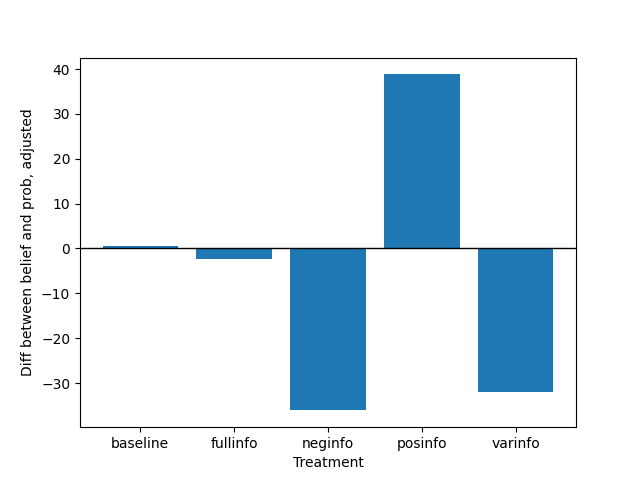 40
30
20
10
0
−10
−20
−30
Diff between belief and prob, adjusted
baseline fullinfo neginfo posinfo varinfo
Treatment